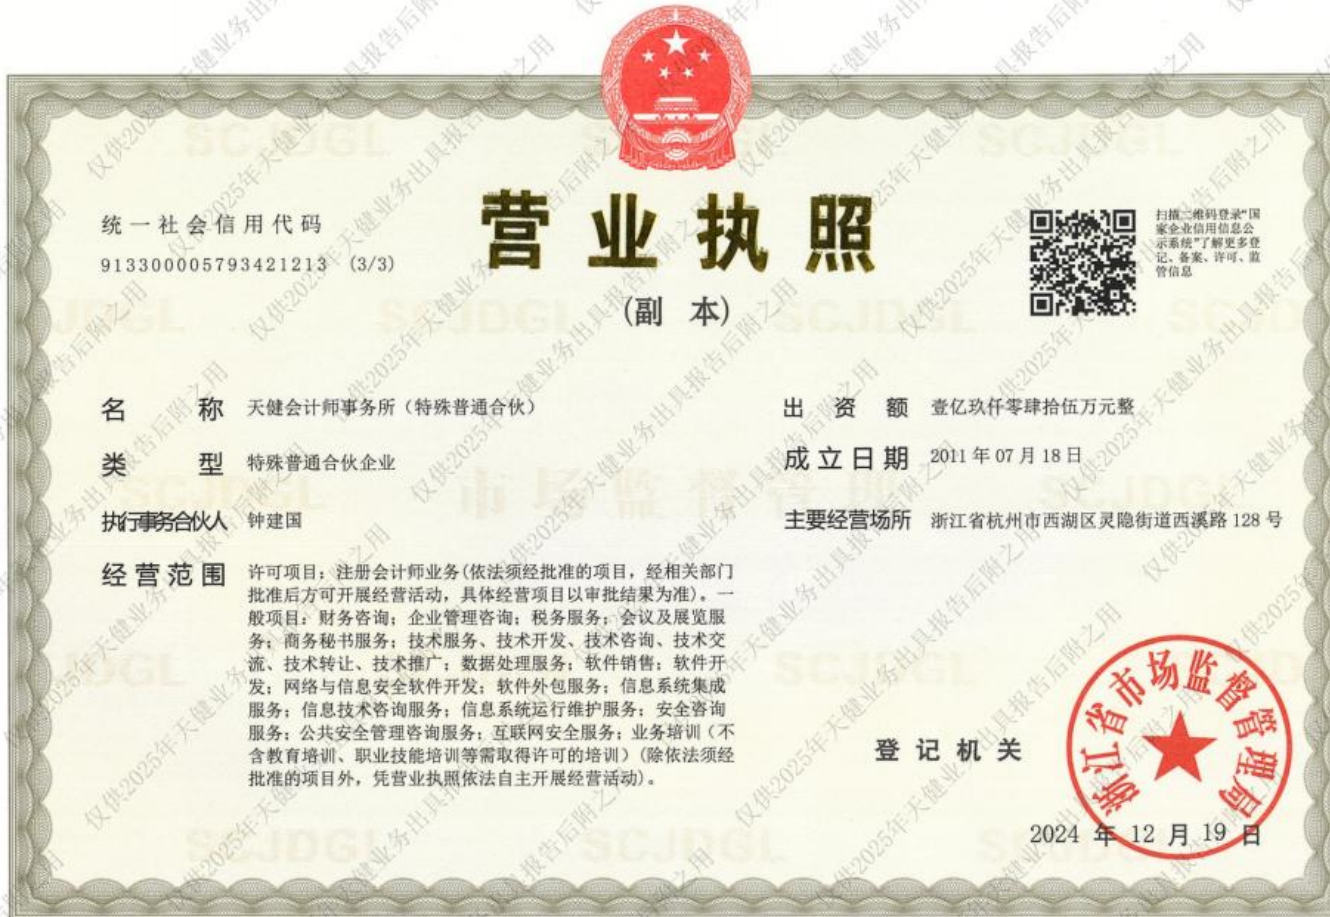 营业执照
(副 本)
统一社会信用代码
913300005793421213 (3/3)
扫描二维码登录“国
家企业信用信息公
示系统”了解更多登
记、备案、许可、监
管信息
名 称 天健会计师事务所（特殊普通合伙）
类 型 特殊普通合伙企业
执行事务合伙人 钟建国
经营范围 许可项目：注册会计师业务(依法须经批准的项目，经相关部门
批准后方可开展经营活动，具体经营项目以审批结果为准)。一
般项目：财务咨询；企业管理咨询；税务服务；会议及展览服
务；商务秘书服务；技术服务、技术开发、技术咨询、技术交
流、技术转让、技术推广；数据处理服务；软件销售；软件开
发；网络与信息安全软件开发；软件外包服务；信息系统集成
服务；信息技术咨询服务；信息系统运行维护服务；安全咨询
服务；公共安全管理咨询服务；互联网安全服务；业务培训（不
含教育培训、职业技能培训等需取得许可的培训）(除依法须经
批准的项目外，凭营业执照依法自主开展经营活动)。
出 资 额 壹亿玖仟零肆拾伍万元整
成立日期 2011年07月18日
主要经营场所 浙江省杭州市西湖区灵隐街道西溪路128号
登记机关
浙江省市场监督管理局
2024 年 12 月 19 日
仅供2025年天健业务出具报告后附之用
SCJDGL
市场监督管理